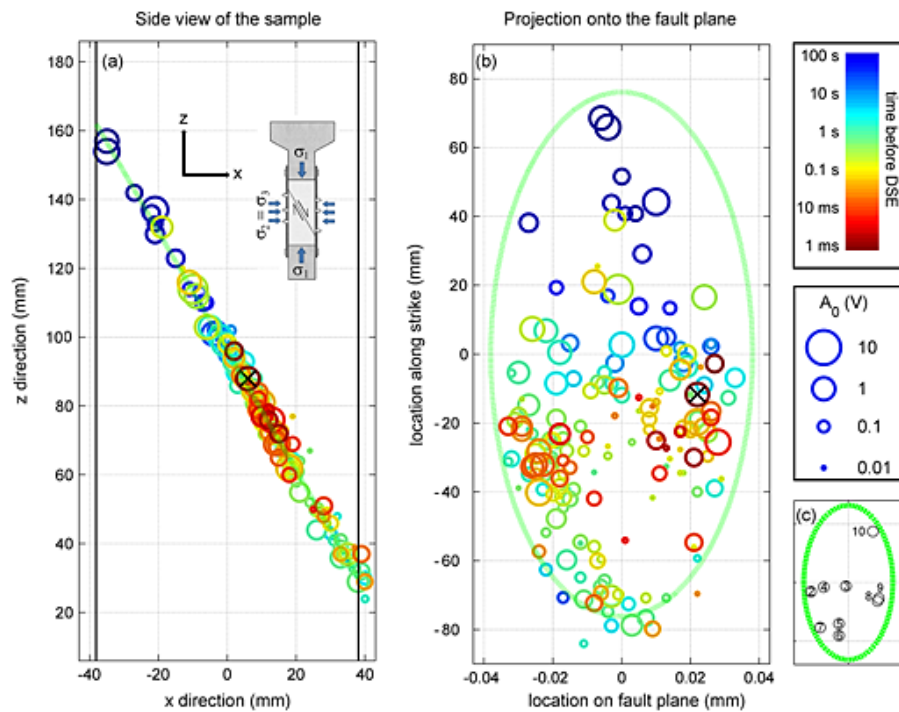 Side view of the sample
(a)
z direction (mm)
160
140
120
100
80
60
40
20
-40
-20
0
20
40
x direction (mm)
z
x
σ1
σ2 = σ3
σ1
Projection onto the fault plane
(b)
location along strike (mm)
80
60
40
20
0
-20
-40
-60
-80
-0.04
-0.02
0
0.02
0.04
location on fault plane (mm)
100 s
10 s
1 s
0.1 s
10 ms
1 ms
time before DSE
A0 (V)
10
1
0.1
0.01
(c)
10
9
8
2
4
3
7
5
6